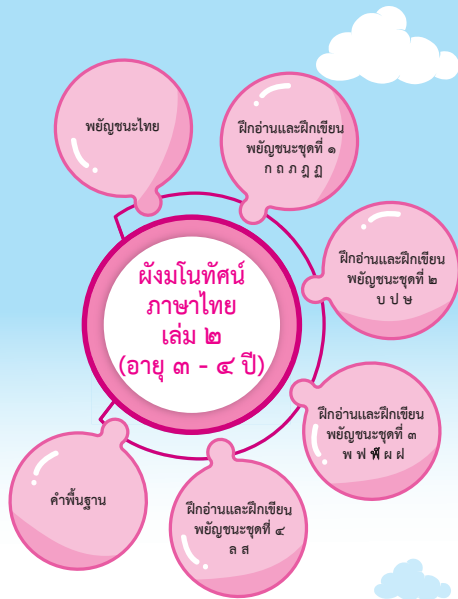 พยัญชนะไทย
ฝึกอ่านและฝึกเขียน
พยัญชนะชุดที่ ๑
ก ถ ภ ฎ ฏ
ฝึกอ่านและฝึกเขียน
พยัญชนะชุดที่ ๒
บ ป ษ
ผังมโนทัศน์
ภาษาไทย
เล่ม ๒
(อายุ ๓ - ๔ ปี)
ฝึกอ่านและฝึกเขียน
พยัญชนะชุดที่ ๓
พ ฟ ฬ ผ ฝ
ฝึกอ่านและฝึกเขียน
พยัญชนะชุดที่ ๔
ล ส
คำพื้นฐาน